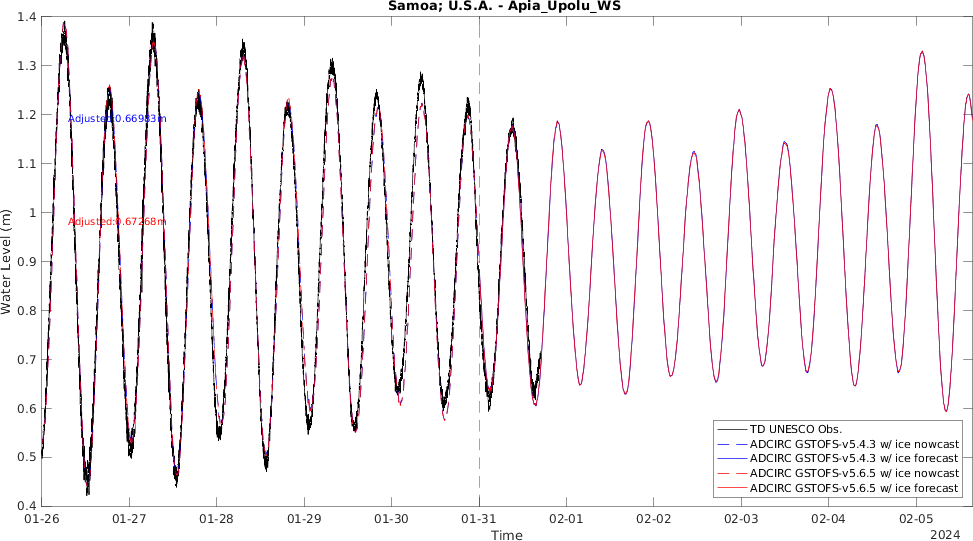 Samoa; U.S.A. - Apia_Upolu_WS
Water Level (m)
1.4
1.3
1.2
1.1
1
0.9
0.8
0.7
0.6
0.5
0.4
Adjusted:0.66983m
Adjusted:0.67268m
TD UNESCO Obs.
ADCIRC GSTOFS-v5.4.3 w/ ice nowcast
ADCIRC GSTOFS-v5.4.3 w/ ice forecast
ADCIRC GSTOFS-v5.6.5 w/ ice nowcast
ADCIRC GSTOFS-v5.6.5 w/ ice forecast
01-26 01-27 01-28 01-29 01-30 01-31 02-01 02-02 02-03 02-04 02-05
Time
2024